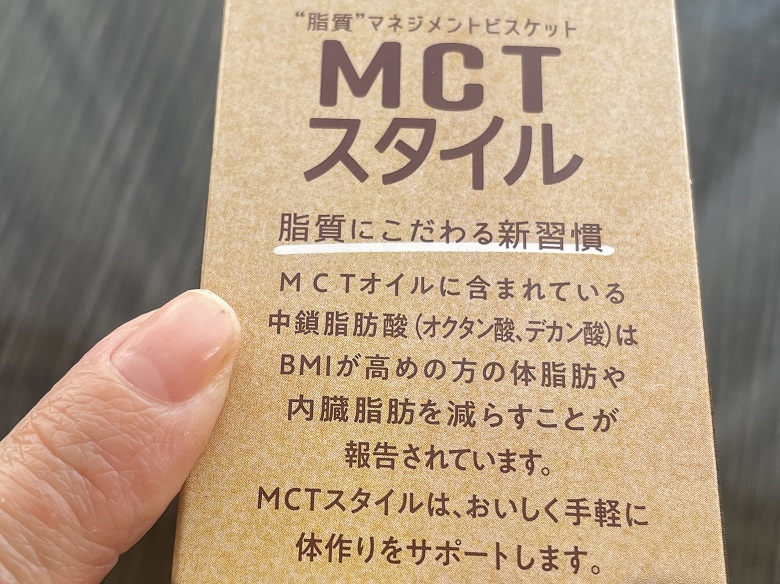 “脂質”マネジメントビスケット
MCT
スタイル
脂質にこだわる新習慣
MCTオイルに含まれている
中鎖脂肪酸(オクタン酸、デカン酸)は
BMIが高めの方の体脂肪や
内臓脂肪を減らすことが
報告されています。
MCTスタイルは、おいしく手軽に
体作りをサポートします。